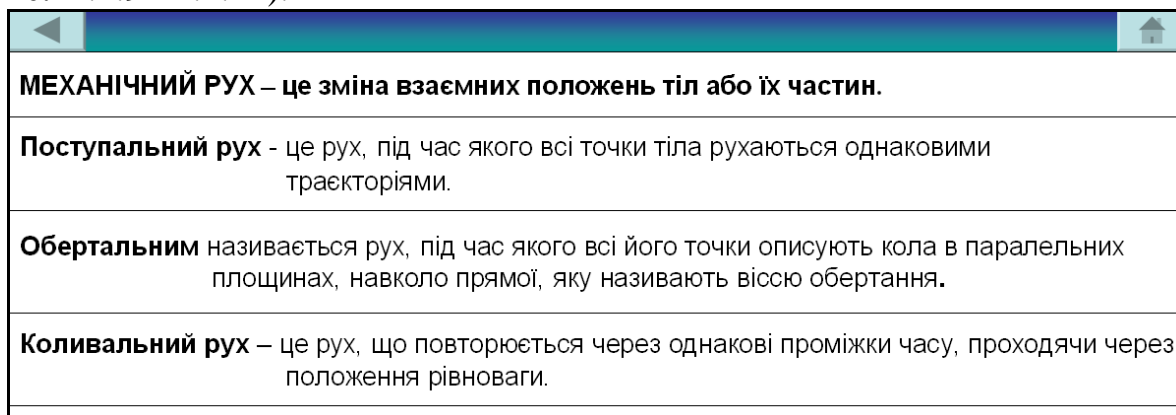 МЕХАНІЧНИЙ РУХ – це зміна взаємних положень тіл або їх частин.
Поступальний рух - це рух, під час якого всі точки тіла рухаються однаковими
траєкторіями.
Обертальним називається рух, під час якого всі його точки описують кола в паралельних
площинах, навколо прямої, яку називають віссю обертання.
Коливальний рух – це рух, що повторюється через однакові проміжки часу, проходячи через
положення рівноваги.